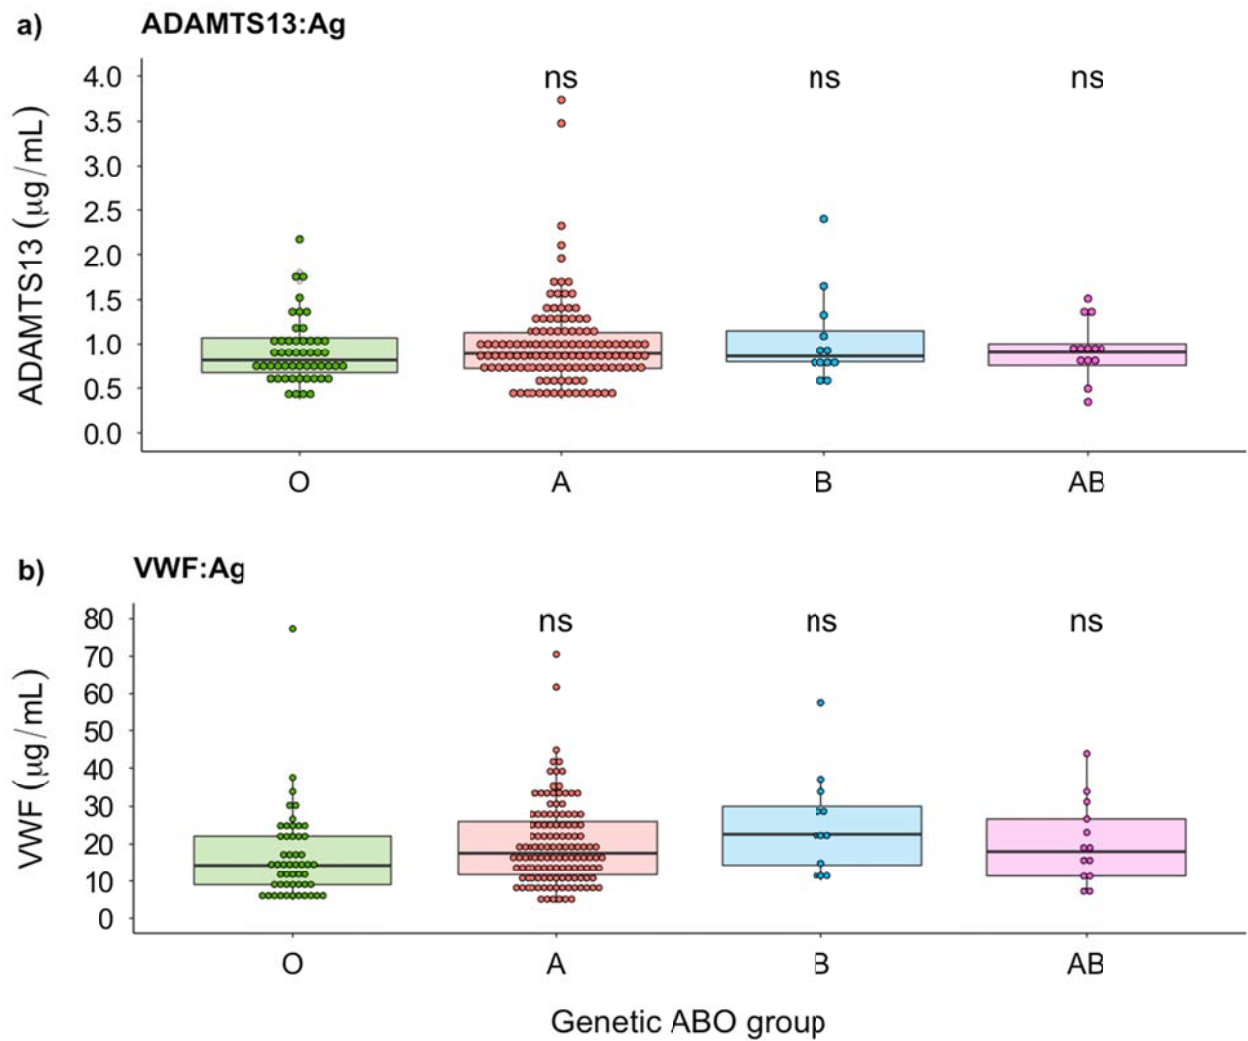 a) ADAMTS13:Ag
ADAMTS13 (µg/mL)
4.0
3.5
3.0
2.5
2.0
1.5
1.0
0.5
0.0
ns ns ns
O A B AB
b) VWF:Ag
VWF (µg/mL)
80
70
60
50
40
30
20
10
0
ns ns ns
O A B AB
Genetic ABO group